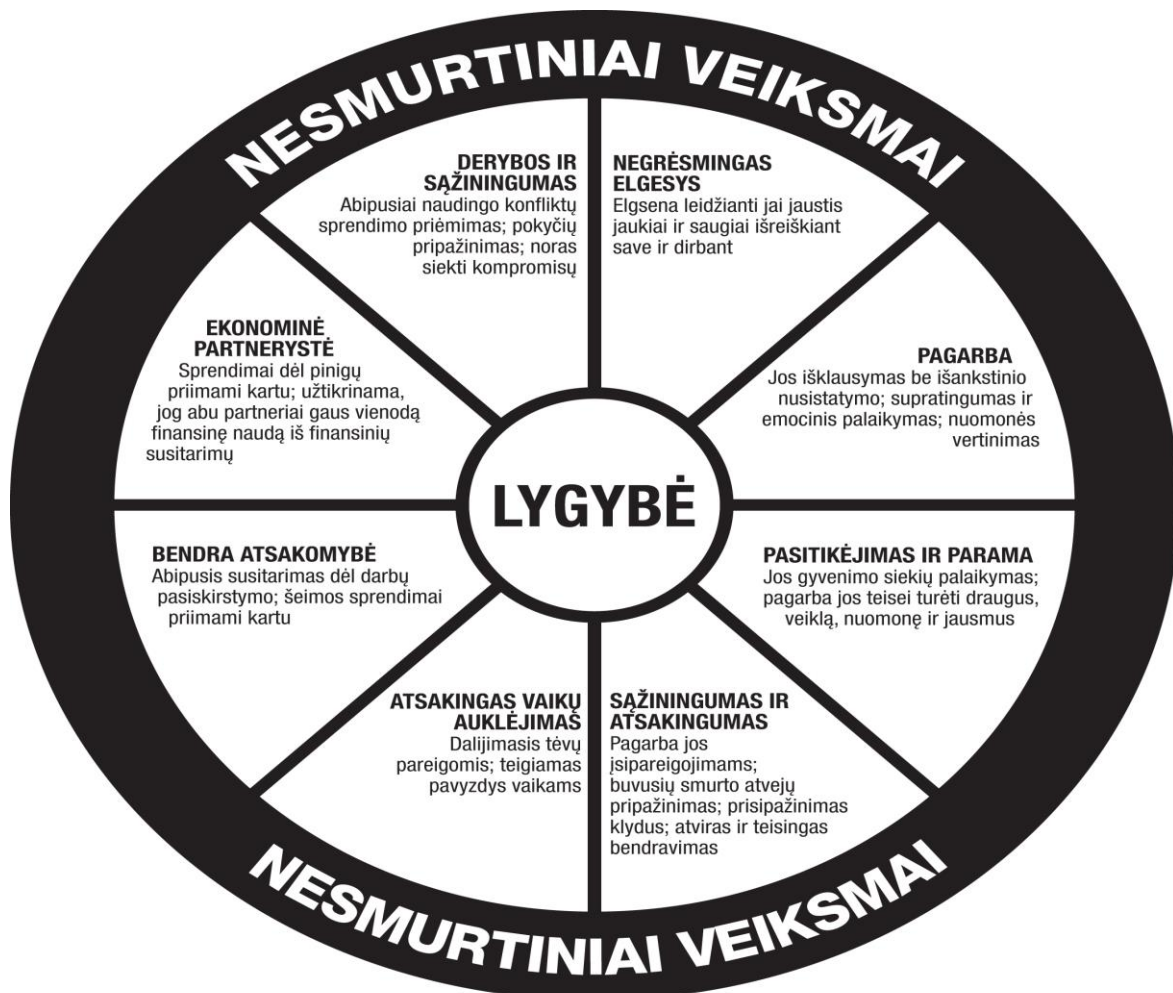 NESMURTINIAI VEIKSMAI
DERYBOS IR
SĄŽININGUMAS
Abipusiai naudingo konfliktų
sprendimo priėmimas; pokyčių
pripažinimas; noras
siekti kompromisų
NEGRĖSMINGAS
ELGESYS
Elgsena leidžianti jai jaustis
jaukiai ir saugiai išreiškiant
save ir dirbant
EKONOMINĖ
PARTNERYSTĖ
Sprendimai dėl pinigų
priimami kartu; užtikrinama,
jog abu partneriai gaus vienodą
finansinę naudą iš finansinių
susitarimų
PAGARBA
Jos išklausymas be išankstinio
nusistatymo; supratingumas ir
emocinis palaikymas; nuomonės
vertinimas
LYGYBĖ
BENDRA ATSAKOMYBĖ
Abipusis susitarimas dėl darbų
pasiskirstymo; šeimos sprendimai
priimami kartu
PASITIKĖJIMAS IR PARAMA
Jos gyvenimo siekių palaikymas;
pagarba jos teisei turėti draugus,
veiklą, nuomonę ir jausmus
ATSAKINGAS VAIKŲ
AUKLĖJIMAS
Dalijimasis tėvų
pareigomis; teigiamas
pavyzdys vaikams
SĄŽININGUMAS IR
ATSAKINGUMAS
Pagarba jos
įsipareigojimams;
buvusių smurto atvejų
pripažinimas; prisipažinimas
klydus; atviras ir teisingas
bendravimas
NESMURTINIAI VEIKSMAI